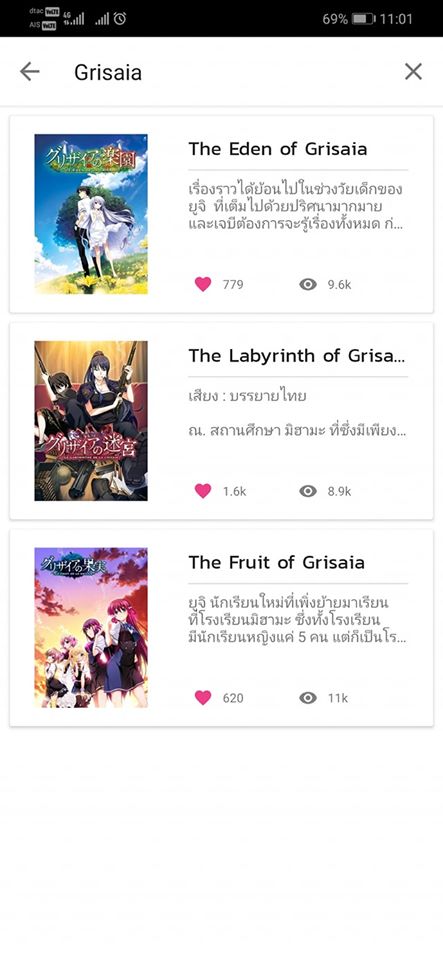 dtac VoLTE 4G
AIS VoLTE
69% 11:01
Grisaia
グリザイアの楽園
The Eden of Grisaia
เรื่องราวได้ย้อนไปในช่วงวัยเด็กของ
ยูจิ ที่เต็มไปด้วยปริศนามากมาย
และเจบีต้องการจะรู้เรื่องทั้งหมด ก่...
779 9.6k
グリザイアの迷宮
The Labyrinth of Grisa...
เสียง : บรรยายไทย
ณ. สถานศึกษา มิฮามะ ที่ซึ่งมีเพียง...
1.6k 8.9k
グリザイアの果実
The Fruit of Grisaia
ยูจิ นักเรียนใหม่ที่เพิ่งย้ายมาเรียน
ที่โรงเรียนมิฮามะ ซึ่งทั้งโรงเรียน
มีนักเรียนหญิงแค่ 5 คน แต่ก็เป็นโร...
620 11k